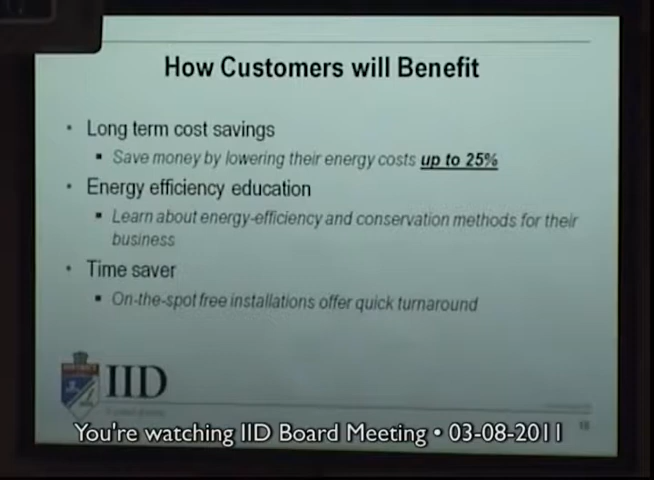 How Customers will Benefit
• Long term cost savings
▪ Save money by lowering their energy costs up to 25%
• Energy efficiency education
▪ Learn about energy-efficiency and conservation methods for their
business
• Time saver
▪ On-the-spot free installations offer quick turnaround
IID
You're watching IID Board Meeting • 03-08-2011